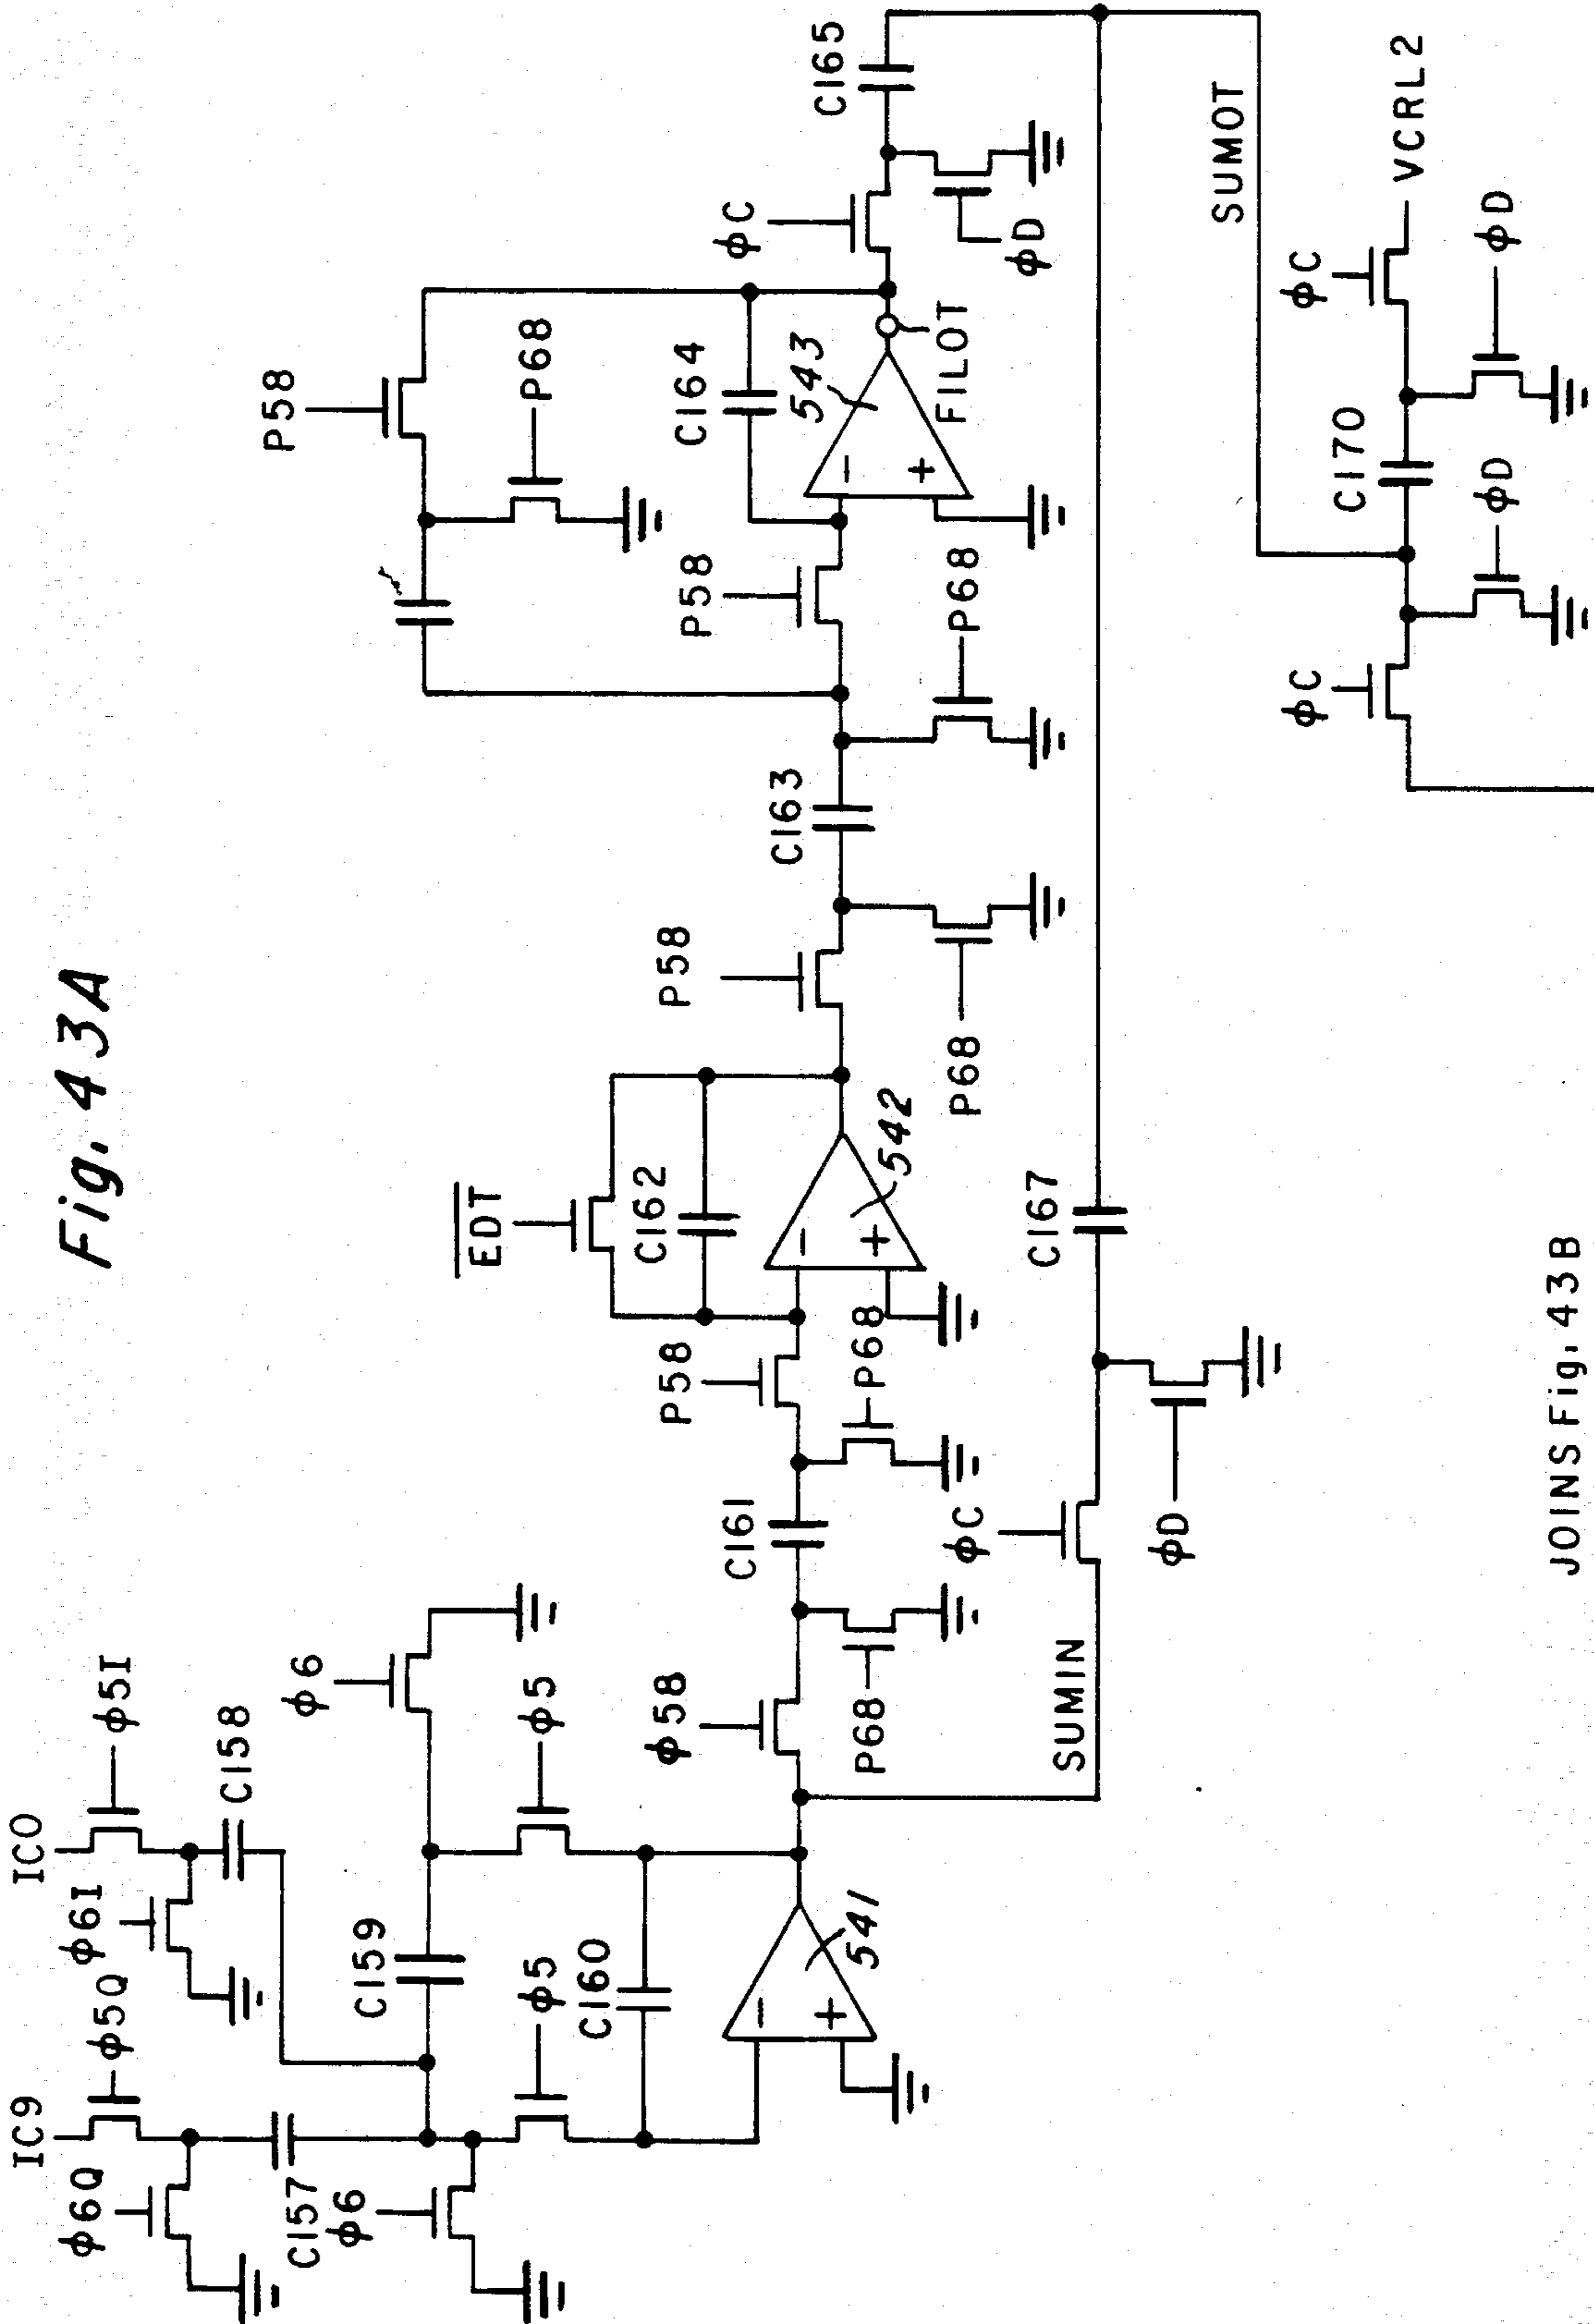 Fig. 43A
IC9
φ5Q
φ6Q
C157
φ6
IC0
φ5I
φ6I
C158
C159
φ6
φ5
φ5
C160
541
φ58
P68
C161
P68
P58
EDT
C162
542
P58
P68
C163
P68
P58
P58
P68
C164
543
FILOT
φC
φD
C165
SUMIN
φC
φD
C167
SUMOT
φC
φD
C170
φD
φC
VCRL2
JOINS Fig. 43B